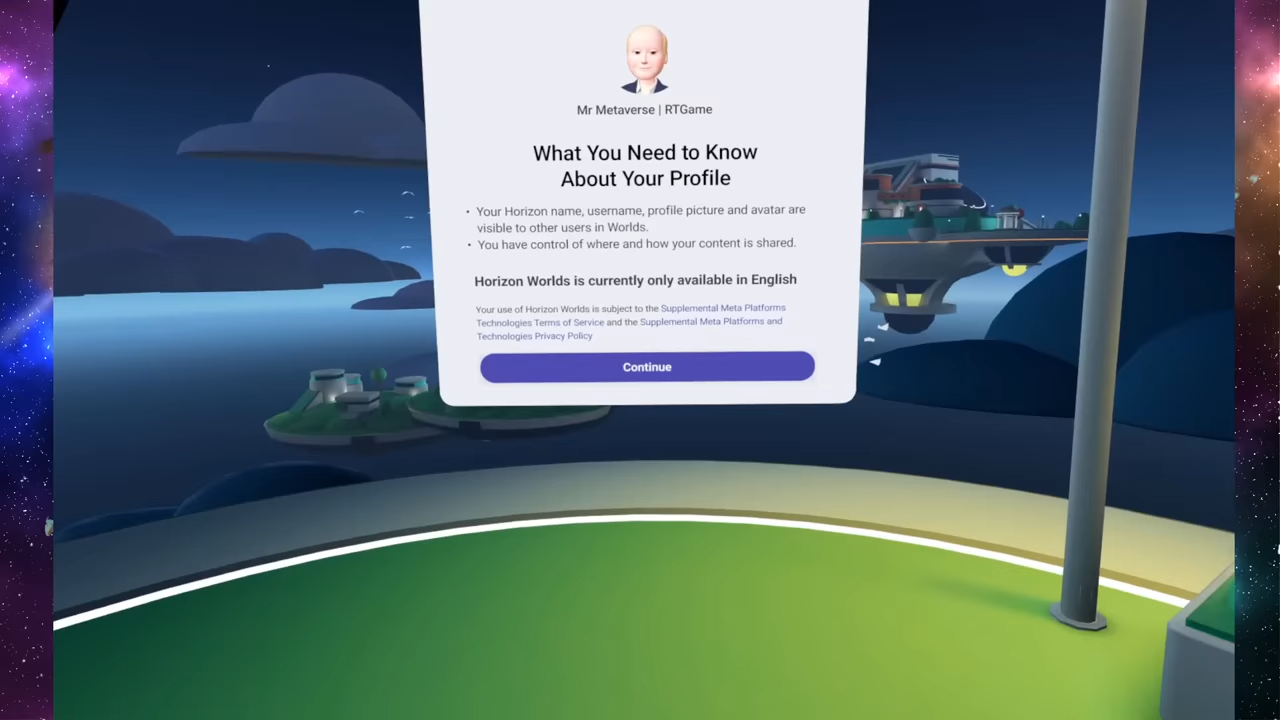 Mr Metaverse | RTGame
What You Need to Know
About Your Profile
• Your Horizon name, username, profile picture and avatar are
visible to other users in Worlds.
• You have control of where and how your content is shared.
Horizon Worlds is currently only available in English
Your use of Horizon Worlds is subject to the Supplemental Meta Platforms
Technologies Terms of Service and the Supplemental Meta Platforms and
Technologies Privacy Policy
Continue